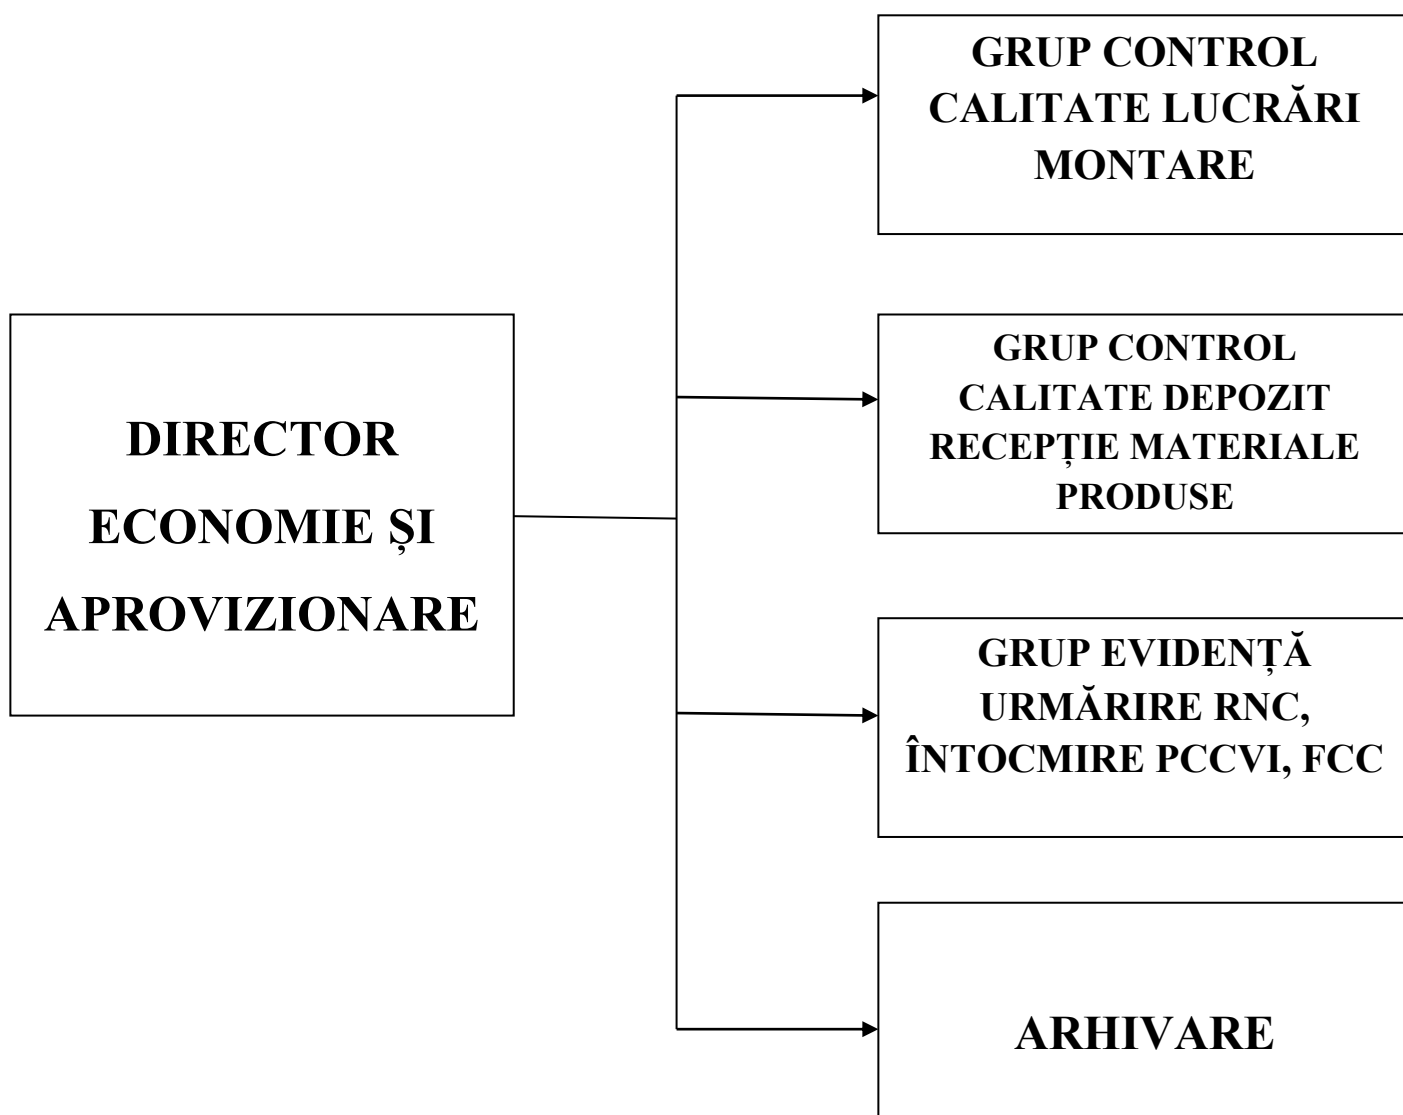 GRUP CONTROL
CALITATE LUCRĂRI
MONTARE
DIRECTOR
ECONOMIE ȘI
APROVIZIONARE
GRUP CONTROL
CALITATE DEPOZIT
RECEPȚIE MATERIALE
PRODUSE
GRUP EVIDENȚĂ
URMĂRIRE RNC,
ÎNTOCMIRE PCCVI, FCC
ARHIVARE